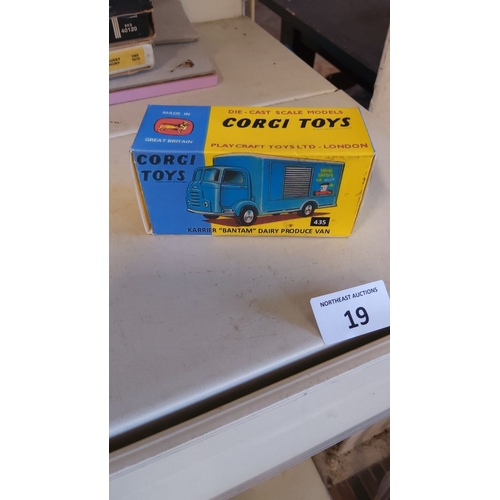 40120
DIE-CAST SCALE MODELS
MADE IN
CORGI TOYS
GREAT BRITAIN
PLAYCRAFT TOYS LTD - LONDON
CORGI
TOYS
435
KARRIER "BANTAM" DAIRY PRODUCE VAN
NORTHEAST AUCTIONS
19